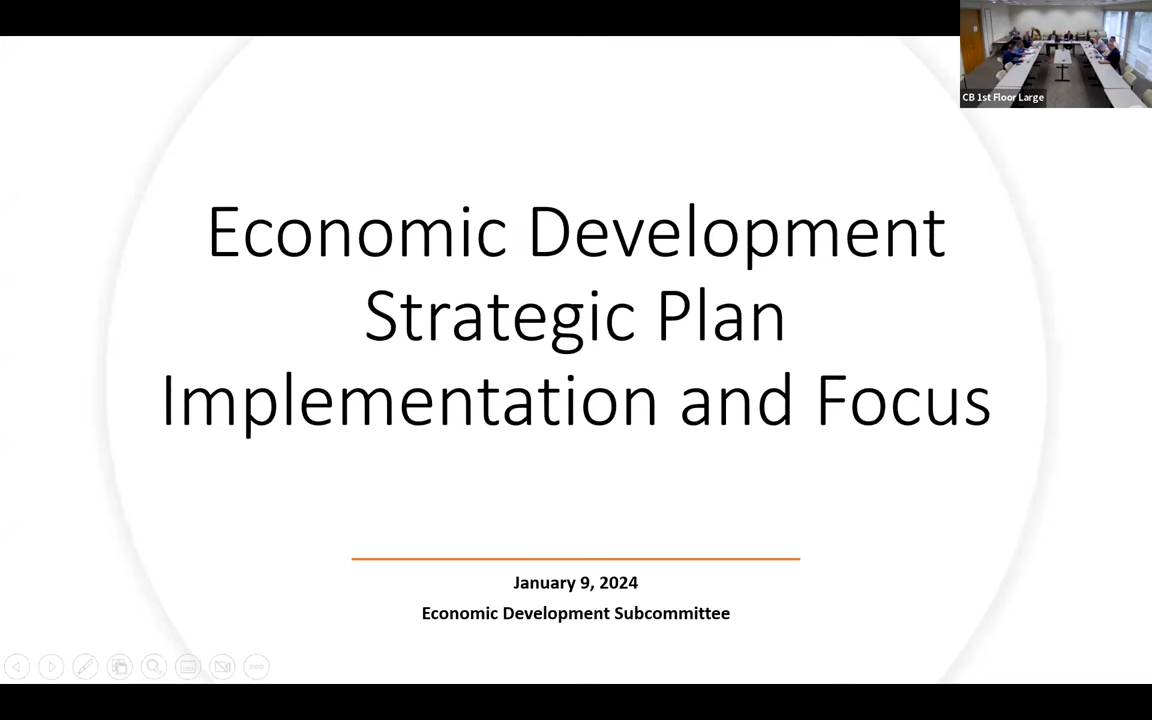 CB 1st Floor Large
Economic Development
Strategic Plan
Implementation and Focus
January 9, 2024
Economic Development Subcommittee